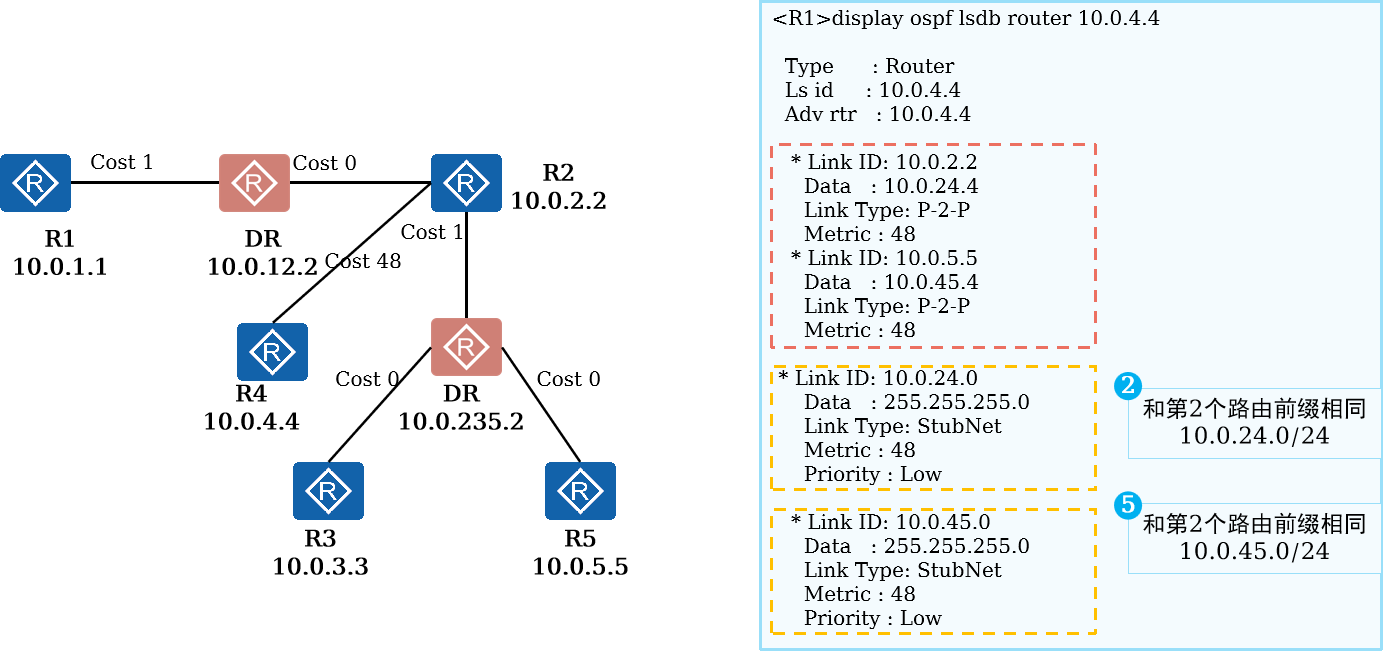 Cost 1
Cost 0
R1
10.0.1.1
DR
10.0.12.2
R2
10.0.2.2
Cost 1
Cost 48
R4
10.0.4.4
Cost 0
Cost 0
DR
10.0.235.2
R3
10.0.3.3
R5
10.0.5.5
<R1>display ospf lsdb router 10.0.4.4
Type : Router
Ls id : 10.0.4.4
Adv rtr : 10.0.4.4
* Link ID: 10.0.2.2
Data : 10.0.24.4
Link Type: P-2-P
Metric : 48
* Link ID: 10.0.5.5
Data : 10.0.45.4
Link Type: P-2-P
Metric : 48
* Link ID: 10.0.24.0
Data : 255.255.255.0
Link Type: StubNet
Metric : 48
Priority : Low
2
和第2个路由前缀相同
10.0.24.0/24
* Link ID: 10.0.45.0
Data : 255.255.255.0
Link Type: StubNet
Metric : 48
Priority : Low
5
和第2个路由前缀相同
10.0.45.0/24